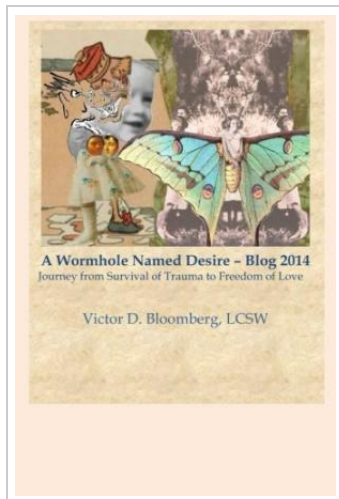 A Wormhole Named Desire – Blog 2014
Journey from Survival of Trauma to Freedom of Love
Victor D. Bloomberg, LCSW